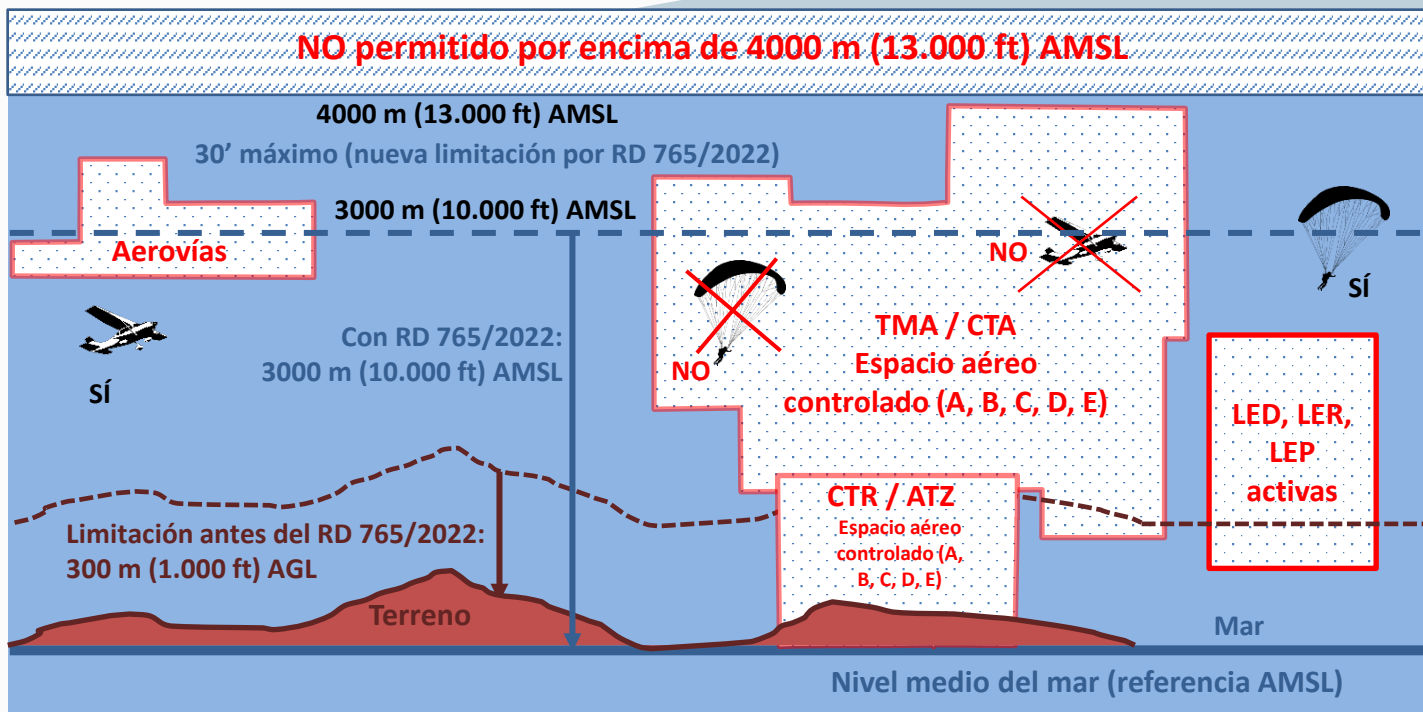 NO permitido por encima de 4000 m (13.000 ft) AMSL
4000 m (13.000 ft) AMSL
30’ máximo (nueva limitación por RD 765/2022)
3000 m (10.000 ft) AMSL
Aerovías
SÍ
Con RD 765/2022:
3000 m (10.000 ft) AMSL
NO
NO
SÍ
TMA / CTA
Espacio aéreo
controlado (A, B, C, D, E)
LED, LER,
LEP
activas
Limitación antes del RD 765/2022:
300 m (1.000 ft) AGL
CTR / ATZ
Espacio aéreo
controlado (A,
B, C, D, E)
Terreno
Mar
Nivel medio del mar (referencia AMSL)